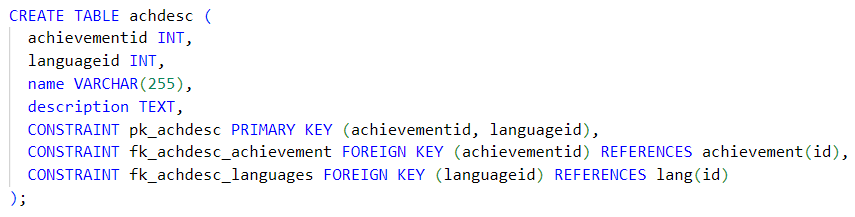 CREATE TABLE achdesc (
achievementid INT,
languageid INT,
name VARCHAR(255),
description TEXT,
CONSTRAINT pk_achdesc PRIMARY KEY (achievementid, languageid),
CONSTRAINT fk_achdesc_achievement FOREIGN KEY (achievementid) REFERENCES achievement(id),
CONSTRAINT fk_achdesc_languages FOREIGN KEY (languageid) REFERENCES lang(id)
);